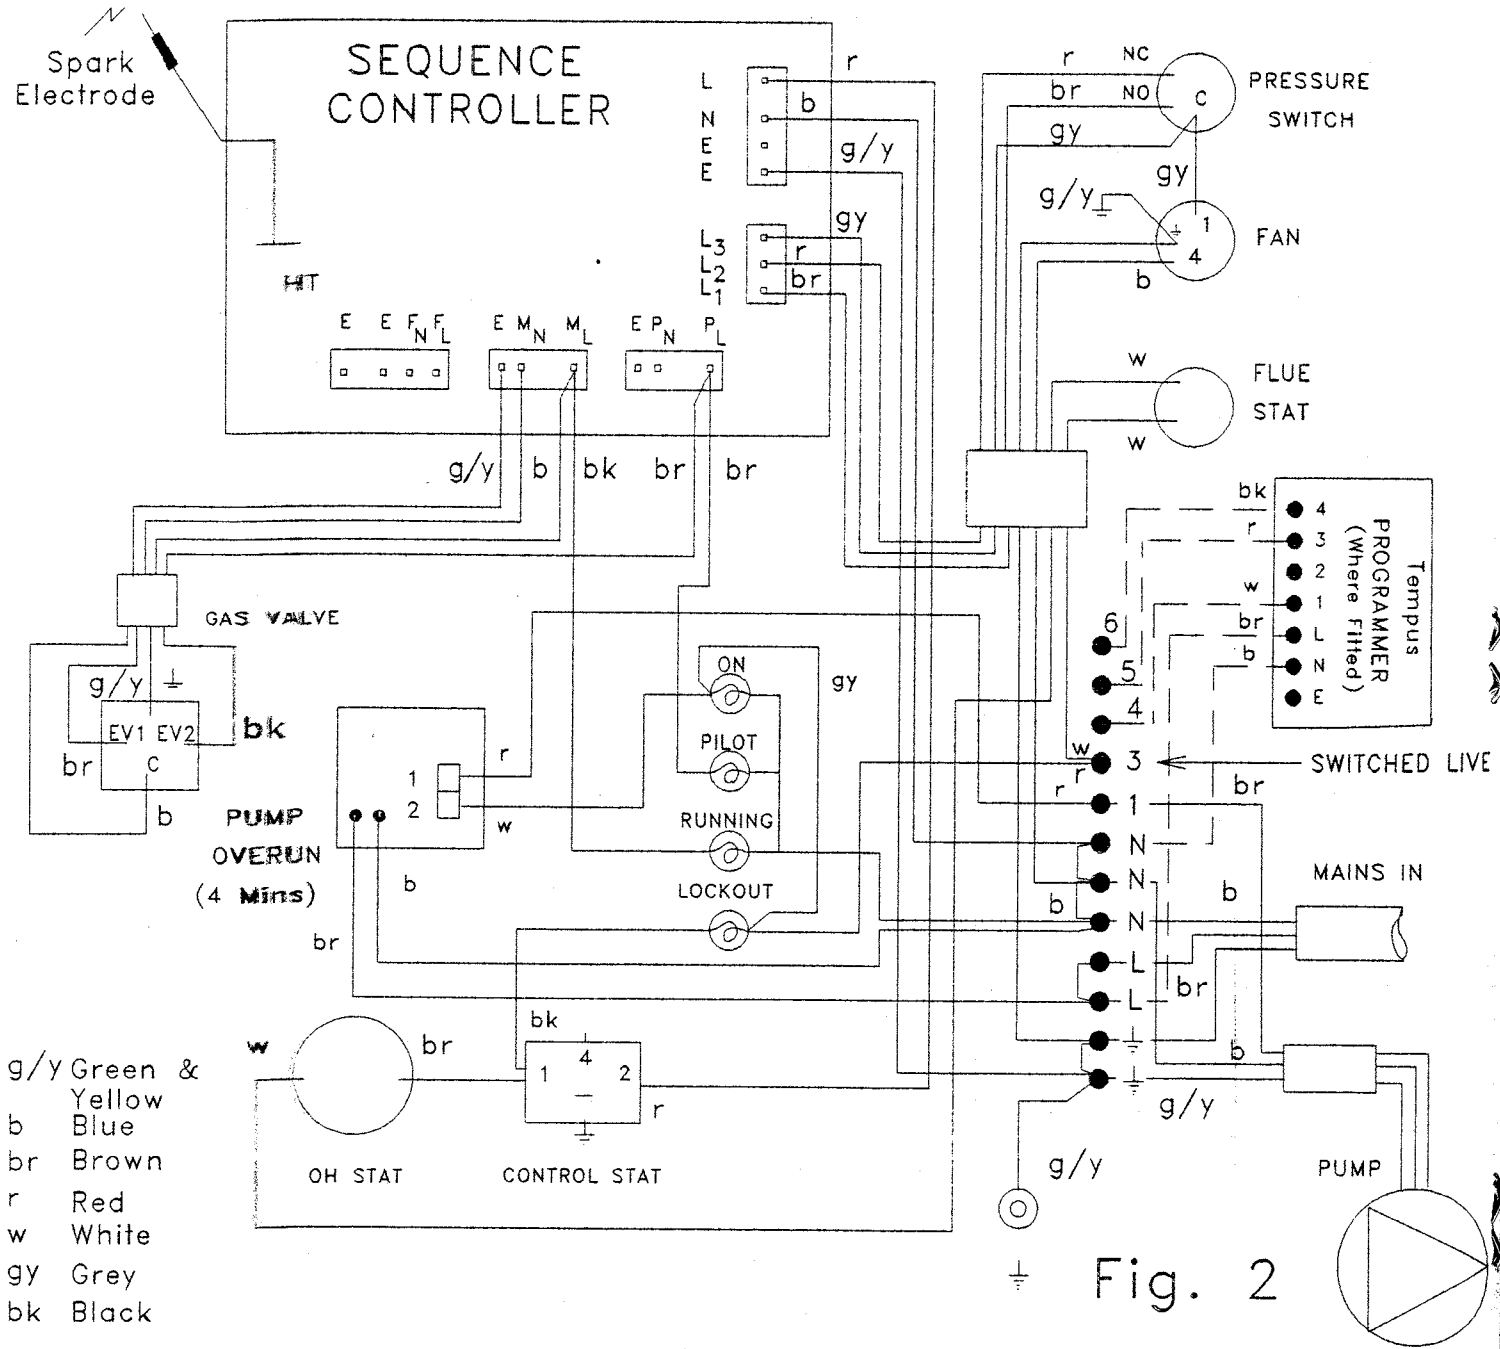 Spark
Electrode
SEQUENCE
CONTROLLER
L
N
E
E
L3
L2
L1
r
b
g/y
gy
r
br
HIT
E E FN FL
E MN ML
E PN PL
g/y b bk br br
r NC
br NO
gy
C
PRESSURE
SWITCH
gy
g/y
1
4
FAN
b
w
w
FLUE
STAT
bk
r
w
br
b
4
3
2
1
L
N
E
Tempus
PROGRAMMER
(Where Fitted)
GAS VALVE
g/y
EV1 EV2
C
br
bk
b
PUMP
OVERUN
(4 Mins)
1
2
r
w
b
br
ON
PILOT
RUNNING
LOCKOUT
gy
6
5
4
3
1
N
N
N
L
L
w
r
r
b
SWITCHED LIVE
br
MAINS IN
b
br
b
g/y
PUMP
g/y
w
br
OH STAT
bk
1
4
2
r
CONTROL STAT
g/y Green &
Yellow
b Blue
br Brown
r Red
w White
gy Grey
bk Black
Fig. 2